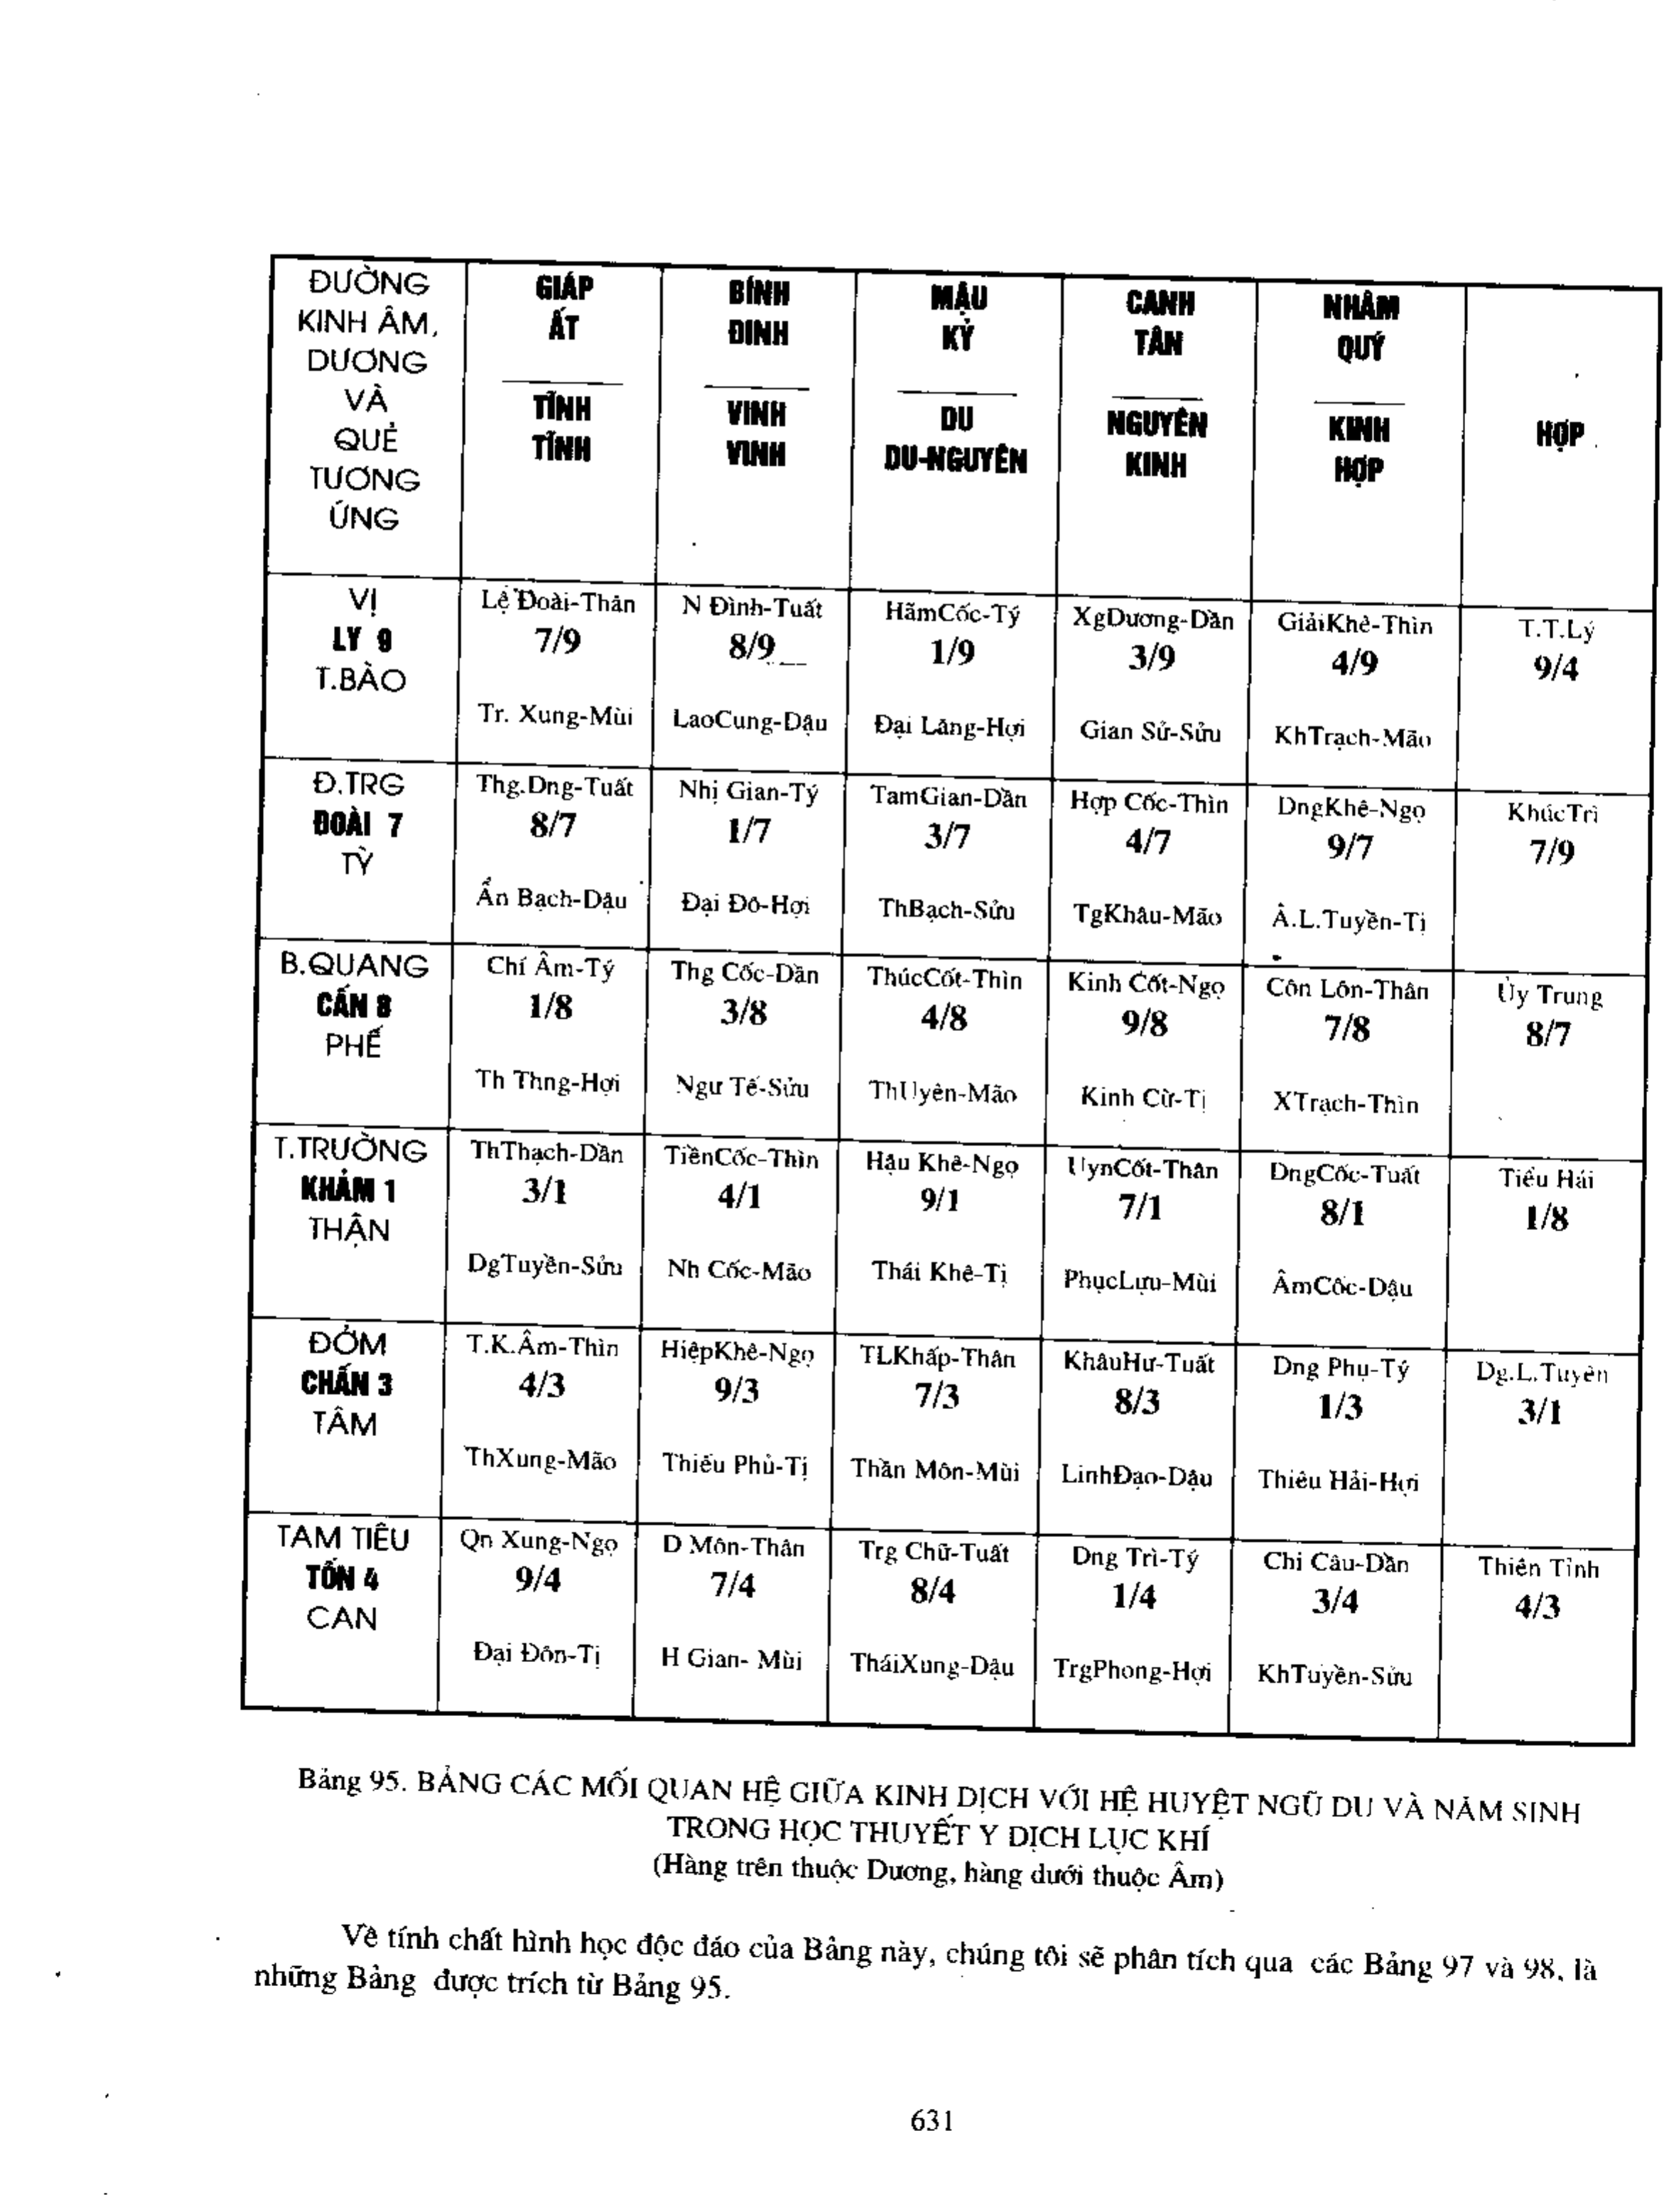 ĐƯỜNG
KINH ÂM,
DƯƠNG
VÀ
QUẺ
TƯƠNG
ỨNG
GIÁP
ẤT
TĨNH
TĨNH
BÍNH
ĐINH
VINH
VINH
MẬU
KỶ
DU
DU-NGUYÊN
CANH
TÂN
NGUYÊN
KINH
NHÂM
QUÝ
KINH
HỢP
HỢP
VỊ
LY 9
T.BÀO
Lệ Đoài-Thân
7/9
Tr. Xung-Mùi
N Đình-Tuất
8/9
LaoCung-Dậu
HãmCốc-Tý
1/9
Đại Lăng-Hợi
XgDương-Dần
3/9
Gian Sử-Sửu
GiảiKhê-Thìn
4/9
KhTrạch-Mão
T.T.Lý
9/4
Đ.TRG
ĐOÀI 7
TỲ
Thg.Dng-Tuất
8/7
Ẩn Bạch-Dậu
Nhị Gian-Tý
1/7
Đại Đô-Hợi
TamGian-Dần
3/7
ThBạch-Sửu
Hợp Cốc-Thìn
4/7
TgKhâu-Mão
DngKhê-Ngọ
9/7
Â.L.Tuyền-Tị
KhúcTrì
7/9
B.QUANG
CẤN 8
PHẾ
Chí Âm-Tý
1/8
Th Thng-Hợi
Thg Cốc-Dần
3/8
Ngư Tế-Sửu
ThúcCốt-Thìn
4/8
ThUyên-Mão
Kinh Cốt-Ngọ
9/8
Kinh Cừ-Tị
Côn Lôn-Thân
7/8
XTrạch-Thìn
Ủy Trung
8/7
T.TRƯỜNG
KHẢM 1
THẬN
ThThạch-Dần
3/1
DgTuyền-Sửu
TiềnCốc-Thìn
4/1
Nh Cốc-Mão
Hậu Khê-Ngọ
9/1
Thái Khê-Tị
UynCốt-Thân
7/1
PhụcLưu-Mùi
DngCốc-Tuất
8/1
ÂmCốc-Dậu
Tiểu Hải
1/8
ĐỞM
CHẤN 3
TÂM
T.K.Âm-Thìn
4/3
ThXung-Mão
HiệpKhê-Ngọ
9/3
Thiếu Phủ-Tị
TLKhấp-Thân
7/3
Thần Môn-Mùi
KhâuHư-Tuất
8/3
LinhĐạo-Dậu
Dng Phụ-Tý
1/3
Thiêu Hải-Hợi
Dg.L.Tuyên
3/1
TAM TIÊU
TỐN 4
CAN
Qn Xung-Ngọ
9/4
Đại Đôn-Tị
D Môn-Thân
7/4
H Gian- Mùi
Trg Chữ-Tuất
8/4
TháiXung-Dậu
Dng Trì-Tý
1/4
TrgPhong-Hợi
Chi Câu-Dần
3/4
KhTuyền-Sửu
Thiên Tỉnh
4/3
Bảng 95. BẢNG CÁC MỐI QUAN HỆ GIỮA KINH DỊCH VỚI HỆ HUYỆT NGŨ DU VÀ NĂM SINH
TRONG HỌC THUYẾT Y DỊCH LỤC KHÍ
(Hàng trên thuộc Dương, hàng dưới thuộc Âm)
Về tính chất hình học độc đáo của Bảng này, chúng tôi sẽ phân tích qua các Bảng 97 và 98, là
những Bảng được trích từ Bảng 95.
631